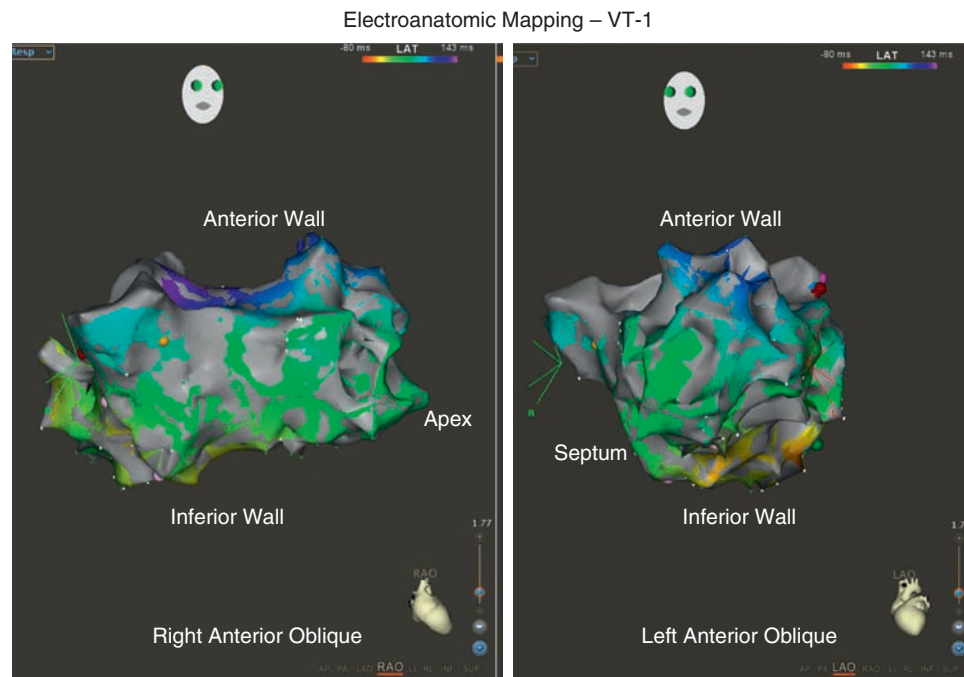 Electroanatomic Mapping – VT-1
Resp
-80 ms LAT 143 ms
Anterior Wall
Apex
Inferior Wall
1.77
RAO
Right Anterior Oblique
AP PA LAO RAO LL RL INF SUP
-80 ms LAT 143 ms
Anterior Wall
R
Septum
Inferior Wall
1.7
LAO
Left Anterior Oblique
AP PA LAO RAO LL RL INF SUP